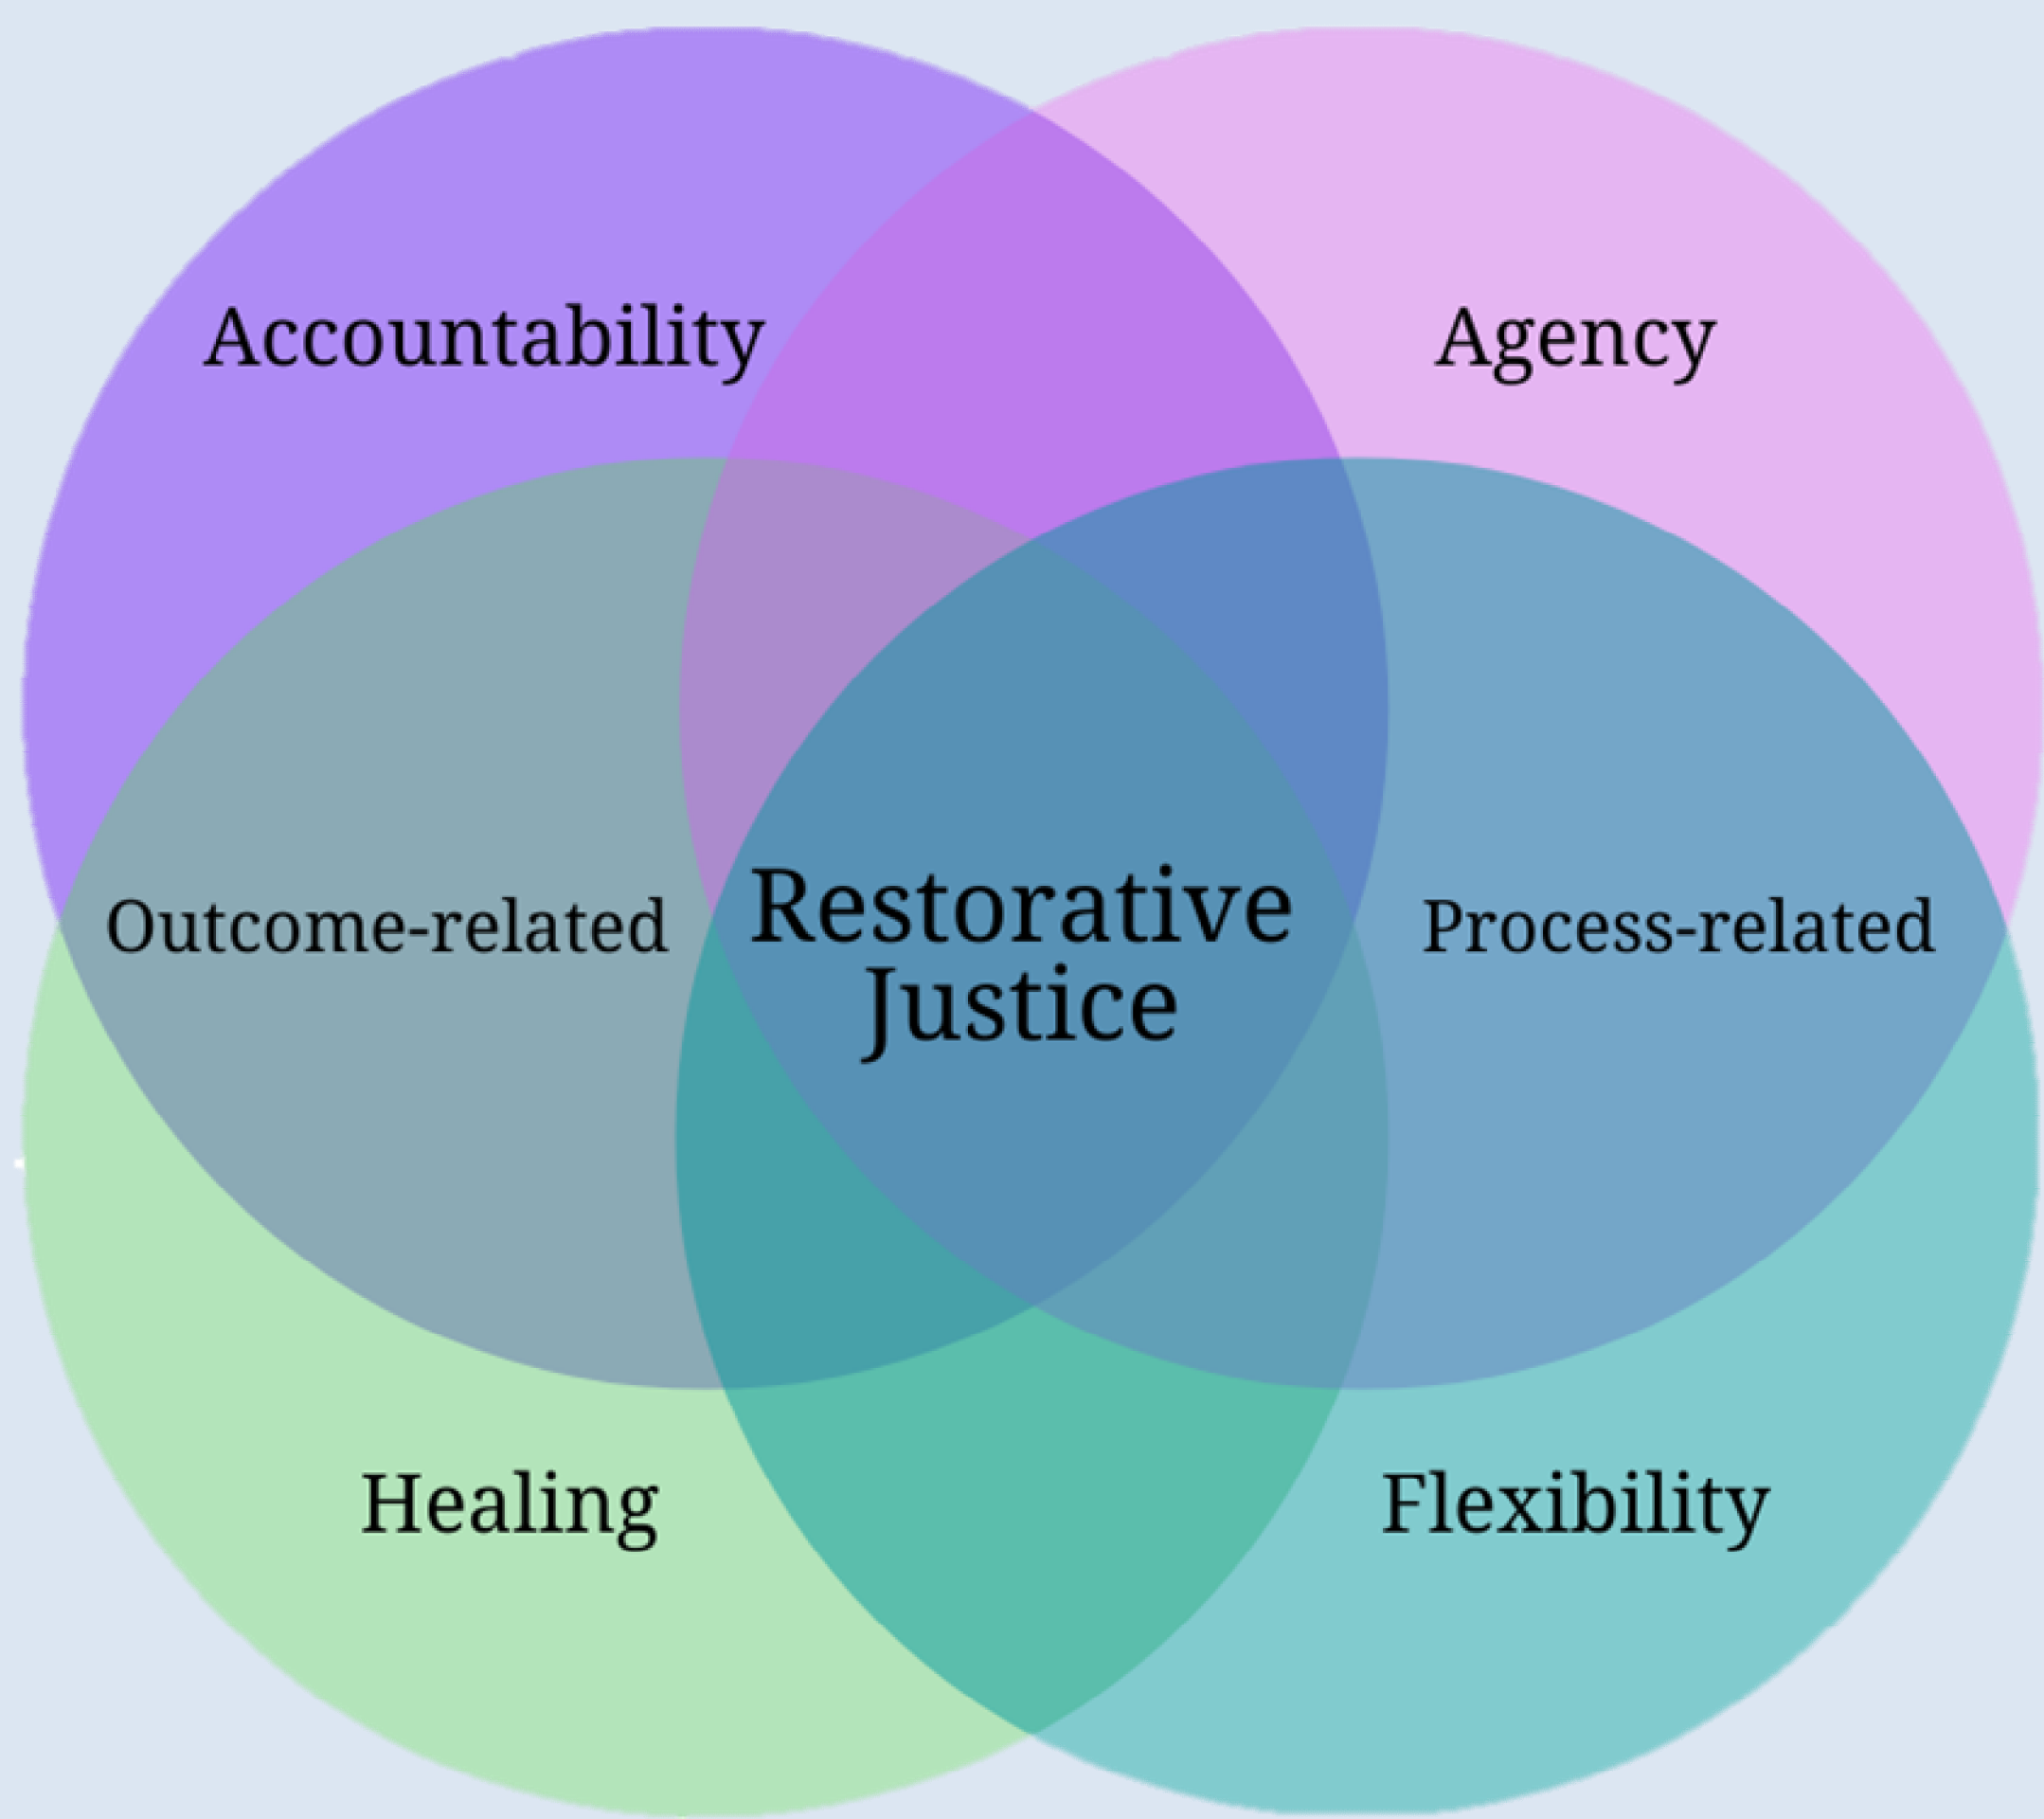 Accountability
Agency
Outcome-related
Restorative
Justice
Process-related
Healing
Flexibility